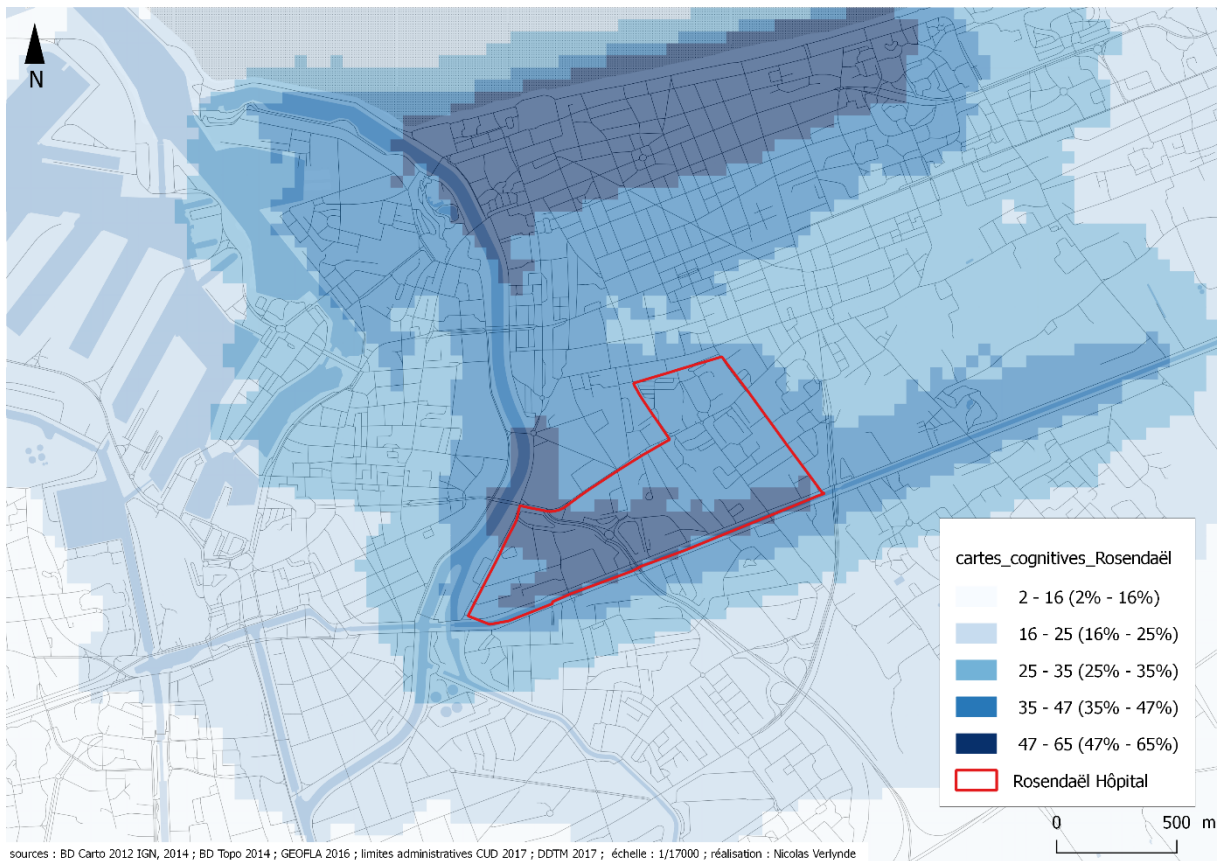 N
cartes_cognitives_Rosendaël
2 - 16 (2% - 16%)
16 - 25 (16% - 25%)
25 - 35 (25% - 35%)
35 - 47 (35% - 47%)
47 - 65 (47% - 65%)
Rosendaël Hôpital
0 500 m
sources : BD Carto 2012 IGN, 2014 ; BD Topo 2014 ; GEOFLA 2016 ; limites administratives CUD 2017 ; DDTM 2017 ; échelle : 1/17000 ; réalisation : Nicolas Verlynde